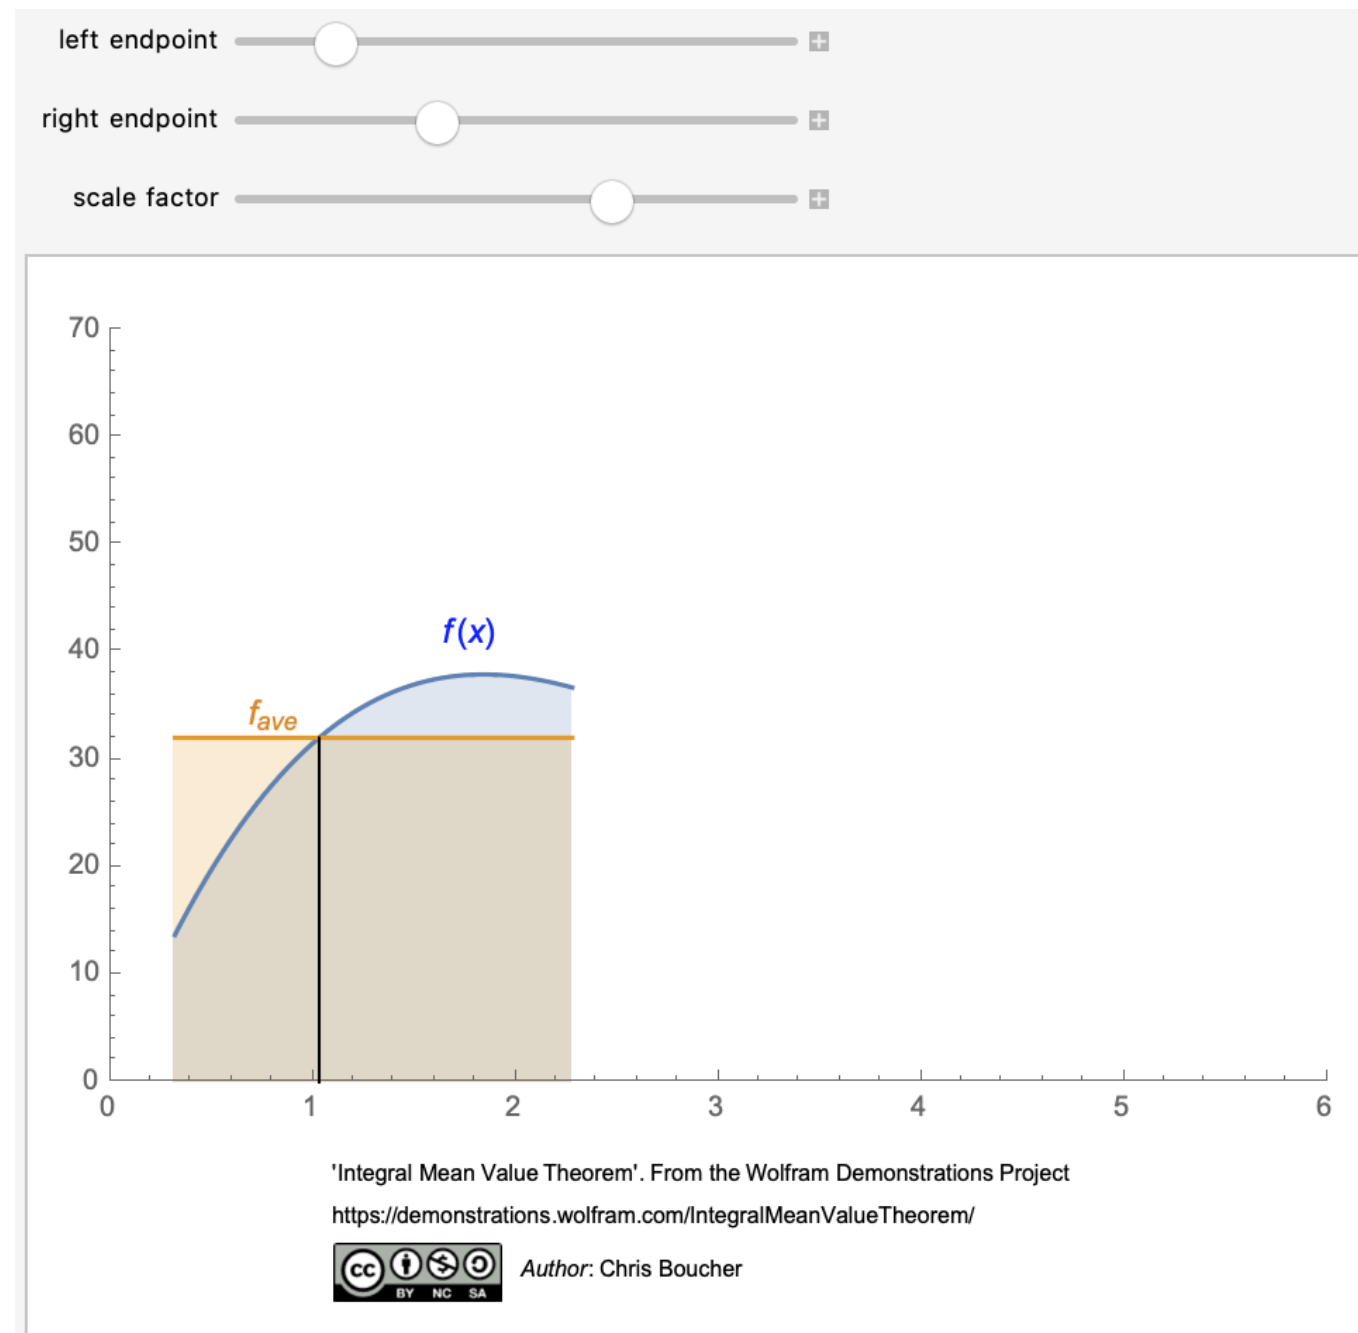 left endpoint
right endpoint
scale factor
70
60
50
40
30
20
10
0
f(x)
fave
0 1 2 3 4 5 6
'Integral Mean Value Theorem'. From the Wolfram Demonstrations Project
https://demonstrations.wolfram.com/IntegralMeanValueTheorem/
cc
BY NC SA
Author: Chris Boucher